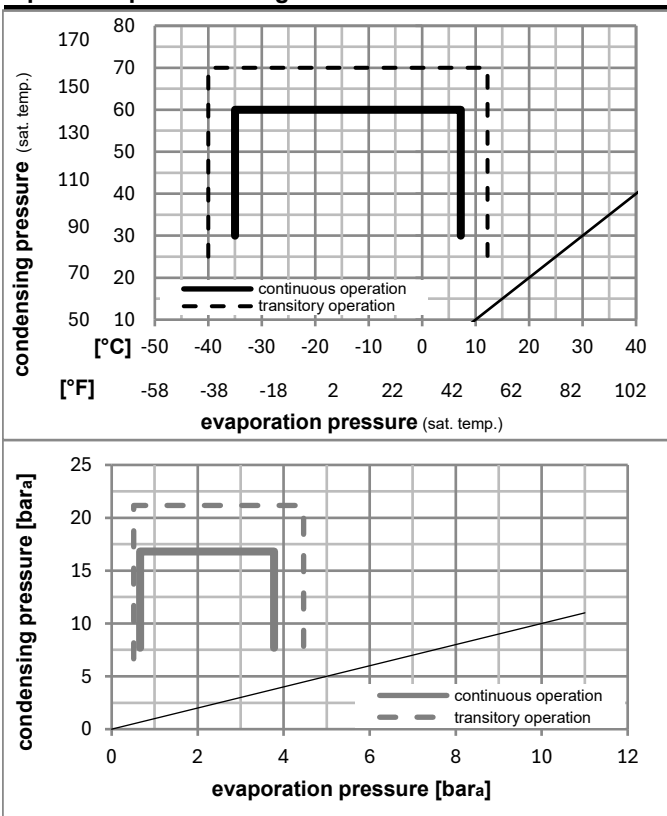 condensing pressure (sat. temp.)
170 80
70
150 60
130 50
110 40
90 30
70 20
50 10
continuous operation
transitory operation
[°C] -50 -40 -30 -20 -10 0 10 20 30 40
[°F] -58 -38 -18 2 22 42 62 82 102
evaporation pressure (sat. temp.)
condensing pressure [bara]
25
20
15
10
5
0
continuous operation
transitory operation
0 2 4 6 8 10 12
evaporation pressure [bara]